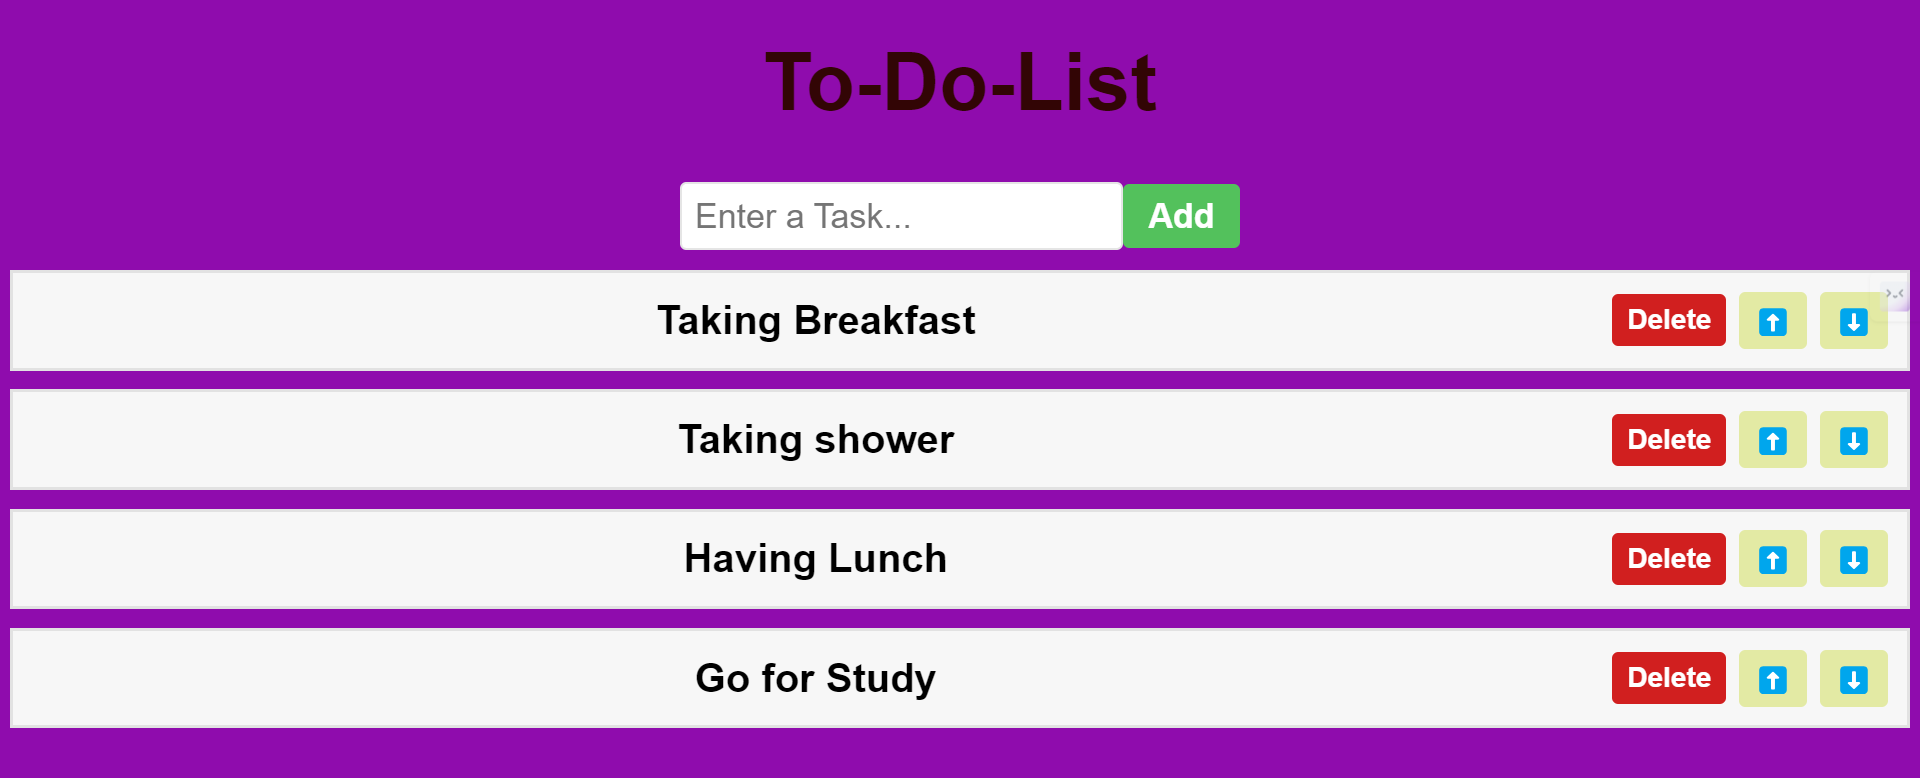 To-Do-List
Enter a Task... Add
Taking Breakfast Delete ⬆️ ⬇️
Taking shower Delete ⬆️ ⬇️
Having Lunch Delete ⬆️ ⬇️
Go for Study Delete ⬆️ ⬇️